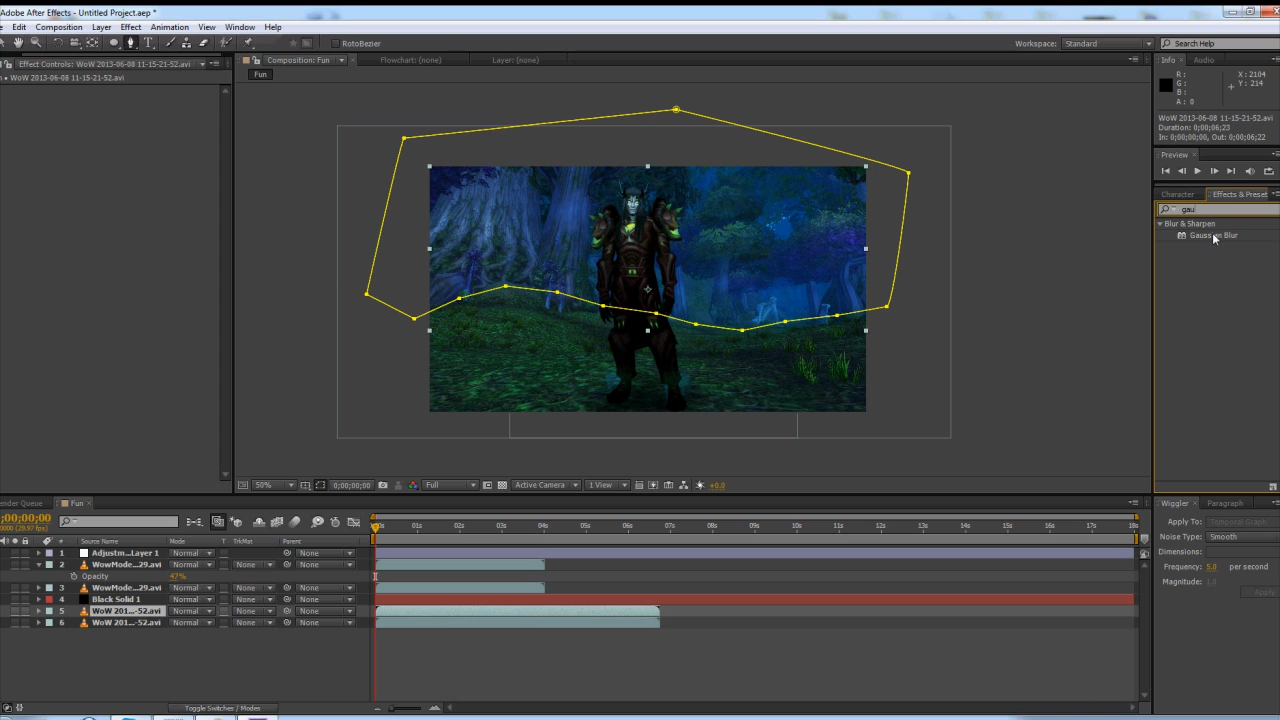 Adobe After Effects - Untitled Project.aep *
Edit Composition Layer Effect Animation View Window Help
RotoBezier
Workspace: Standard
Search Help
Effect Controls: WoW 2013-06-08 11-15-21-52.avi
• WoW 2013-06-08 11-15-21-52.avi
Composition: Fun
Flowchart: (none)
Layer: (none)
Fun
Info
Audio
R:
G:
B:
A: 0
X: 2104
Y: 214
WoW 2013-06-08 11-15-21-52.avi
Duration: 0;00;06;23
In: 0;00;00;00, Out: 0;00;06;22
Preview
Character
Effects & Preset
gau
Blur & Sharpen
Gaussian Blur
50%
0;00;00;00
Full
Active Camera
1 View
+0.0
ender Queue
Fun
;00;00;00
0000 (29.97 fps)
# Source Name Mode T TrkMat Parent
1 Adjustm...Layer 1 Normal None
2 WowMode...29.avi Normal None None
Opacity 47%
3 WowMode...29.avi Normal None None
4 Black Solid 1 Normal None None
5 WoW 201...-52.avi Normal None None
6 WoW 201...-52.avi Normal None None
01s 02s 03s 04s 05s 06s 07s 08s 09s 10s 11s 12s 13s 14s 15s 16s 17s 18s
Toggle Switches / Modes
Wiggler
Paragraph
Apply To: Temporal Graph
Noise Type: Smooth
Dimensions:
Frequency: 5.0 per second
Magnitude: 1.0
Apply